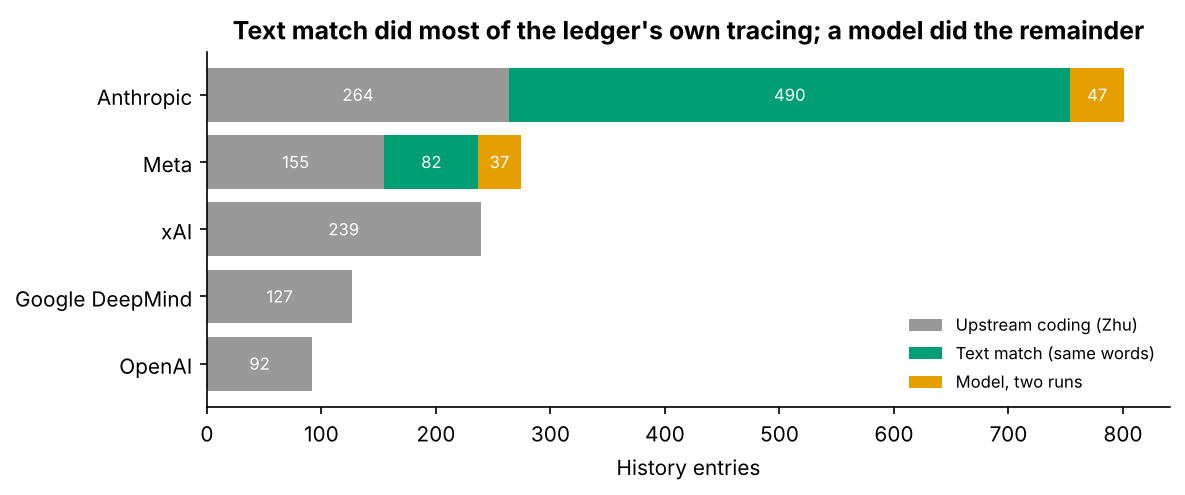 Text match did most of the ledger's own tracing; a model did the remainder
Anthropic 264 490 47
Meta 155 82 37
xAI 239
Google DeepMind 127
OpenAI 92
Upstream coding (Zhu)
Text match (same words)
Model, two runs
0 100 200 300 400 500 600 700 800
History entries